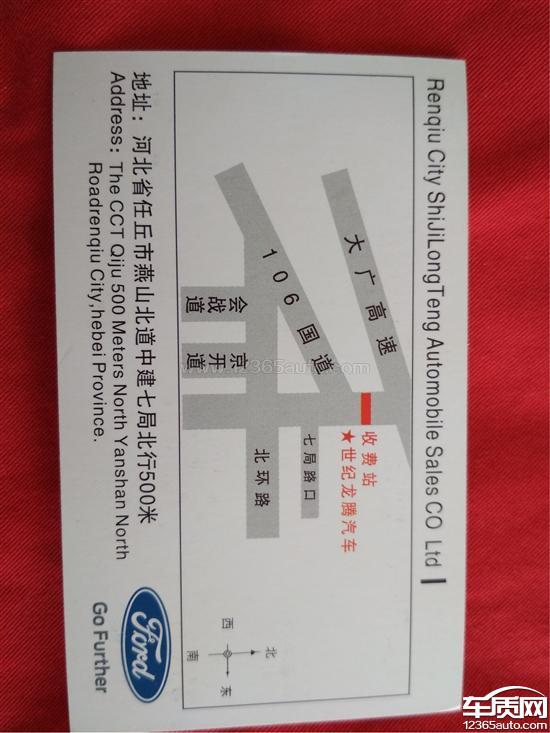 Renqiu City ShiJiLongTeng Automobile Sales CO Ltd
大广高速
106国道
会战道
京开道
收费站
★世纪龙腾汽车
七局路口
北环路
北
西
东
南
地址：河北省任丘市燕山北道中建七局北行500米
Address: The CCT Qiju 500 Meters North Yanshan North
Roadrenqiu City,hebei Province.
Ford
Go Further
www.12365auto.com
车质网
12365auto.com